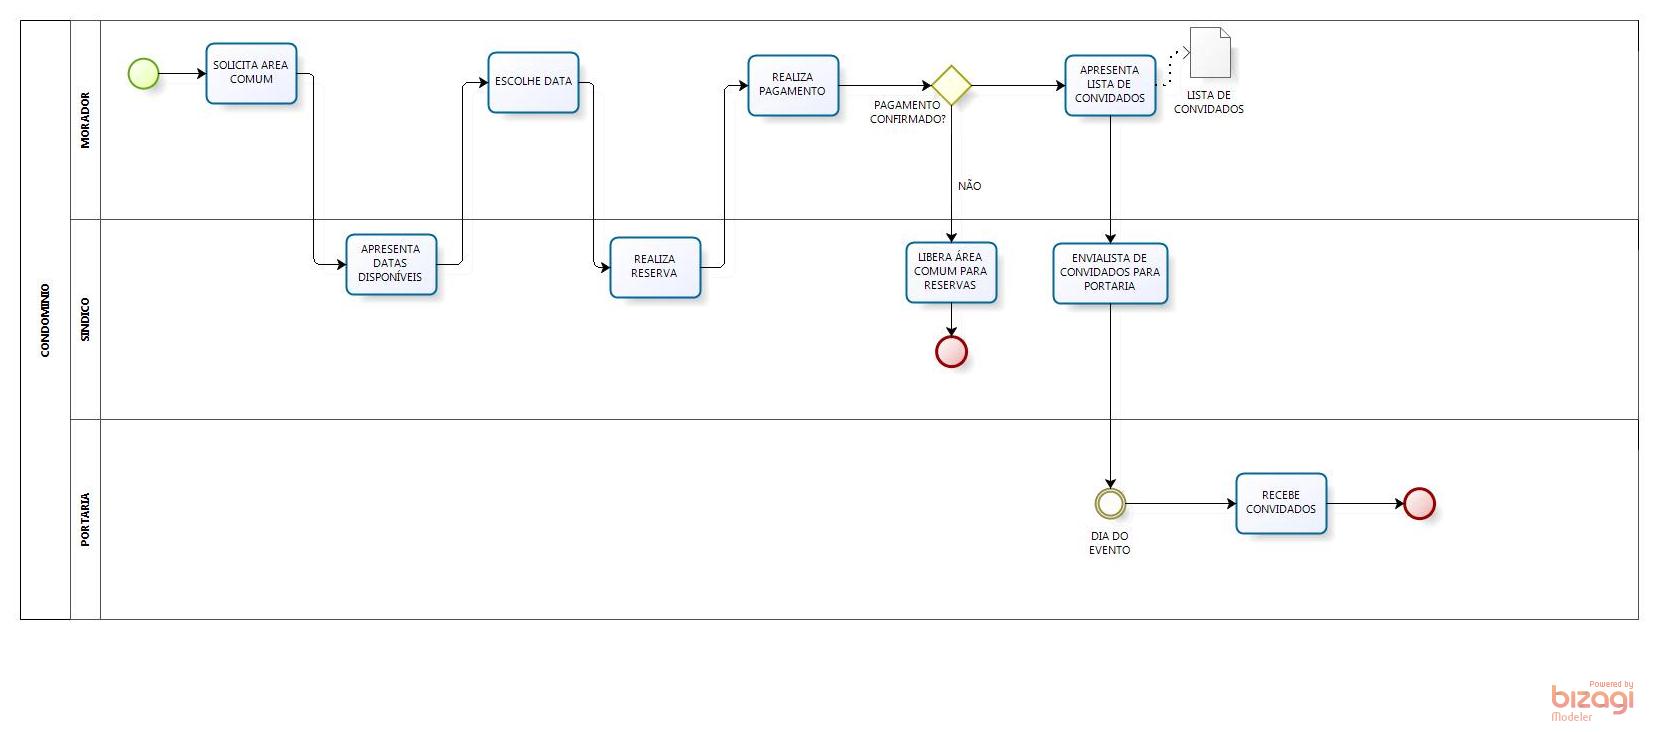 CONDOMINIO
MORADOR
SOLICITA AREA
COMUM
ESCOLHE DATA
REALIZA
PAGAMENTO
PAGAMENTO
CONFIRMADO?
NÃO
APRESENTA
LISTA DE
CONVIDADOS
LISTA DE
CONVIDADOS
SINDICO
APRESENTA
DATAS
DISPONÍVEIS
REALIZA
RESERVA
LIBERA ÁREA
COMUM PARA
RESERVAS
ENVIALISTA DE
CONVIDADOS PARA
PORTARIA
PORTARIA
DIA DO
EVENTO
RECEBE
CONVIDADOS
Powered by
bizagi
Modeler